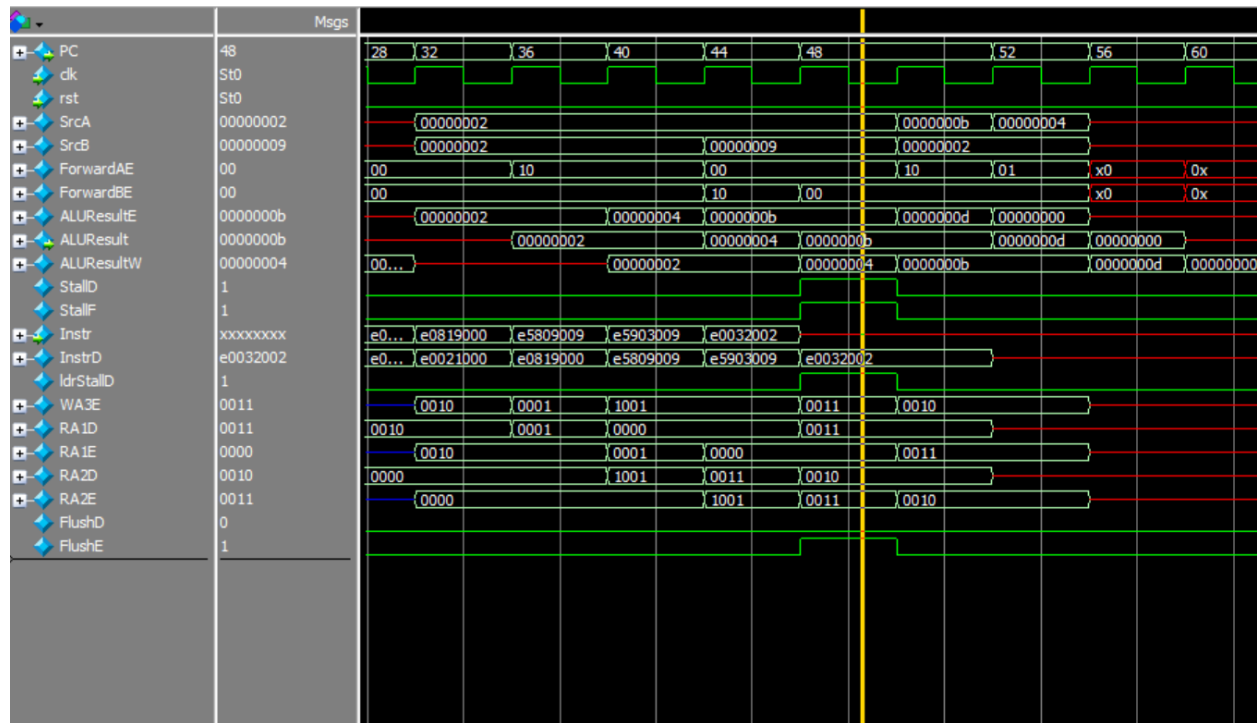 Msgs
PC 48 28 32 36 40 44 48 52 56 60
clk St0
rst St0
SrcA 00000002 00000002 0000000b 00000004
SrcB 00000009 00000002 00000009 00000002
ForwardAE 00 00 10 00 10 01 x0 0x
ForwardBE 00 00 10 00 x0 0x
ALUResultE 0000000b 00000002 00000004 0000000b 0000000d 00000000
ALUResult 0000000b 00000002 00000004 0000000b 0000000d 00000000
ALUResultW 00000004 00... 00000002 00000004 0000000b 0000000d 00000000
StallD 1
StallF 1
Instr xxxxxxxx e0... e0819000 e5809009 e5903009 e0032002
InstrD e0032002 e0... e0021000 e0819000 e5809009 e5903009 e0032002
ldrStallD 1
WA3E 0011 0010 0001 1001 0011 0010
RA1D 0011 0010 0001 0000 0011
RA1E 0000 0010 0001 0000 0011
RA2D 0010 0000 1001 0011 0010
RA2E 0011 0000 1001 0011 0010
FlushD 0
FlushE 1